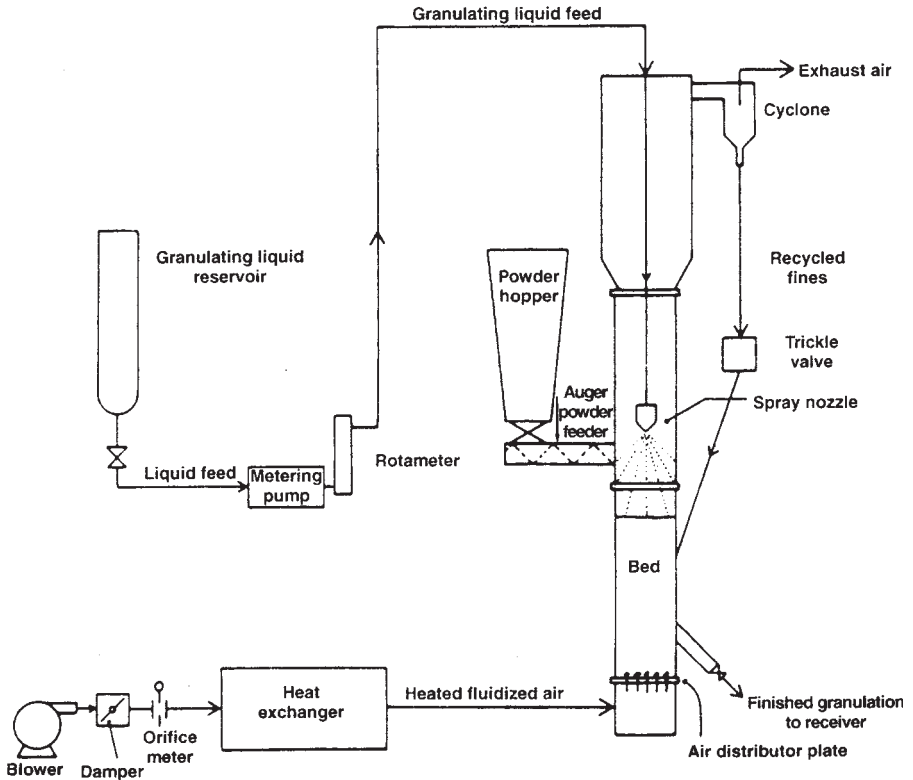 Granulating liquid feed
Exhaust air
Cyclone
Granulating liquid
reservoir
Powder
hopper
Recycled
fines
Trickle
valve
Auger
powder
feeder
Spray nozzle
Rotameter
Liquid feed
Metering
pump
Bed
Heat
exchanger
Heated fluidized air
Finished granulation
to receiver
Orifice
meter
Air distributor plate
Blower
Damper